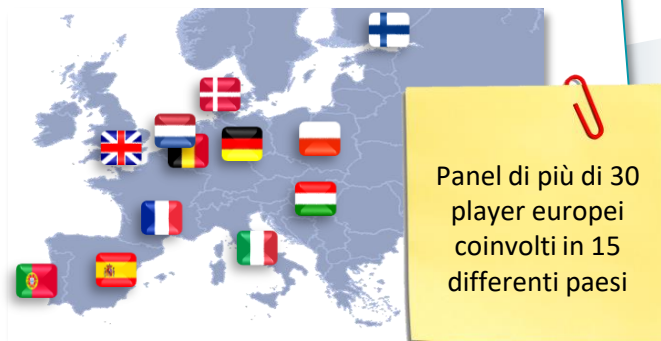 Panel di più di 30
player europei
coinvolti in 15
differenti paesi